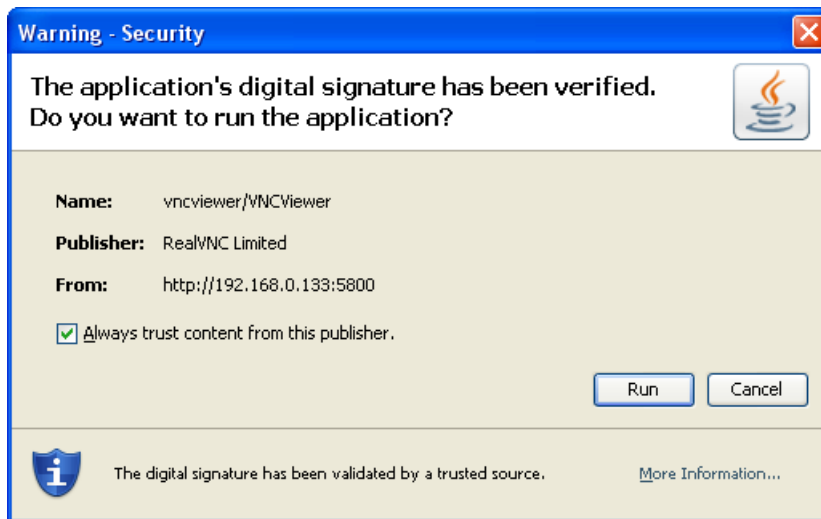 Warning - Security
The application's digital signature has been verified.
Do you want to run the application?
Name: vncviewer/VNCViewer
Publisher: RealVNC Limited
From: http://192.168.0.133:5800
Always trust content from this publisher.
Run Cancel
The digital signature has been validated by a trusted source. More Information...